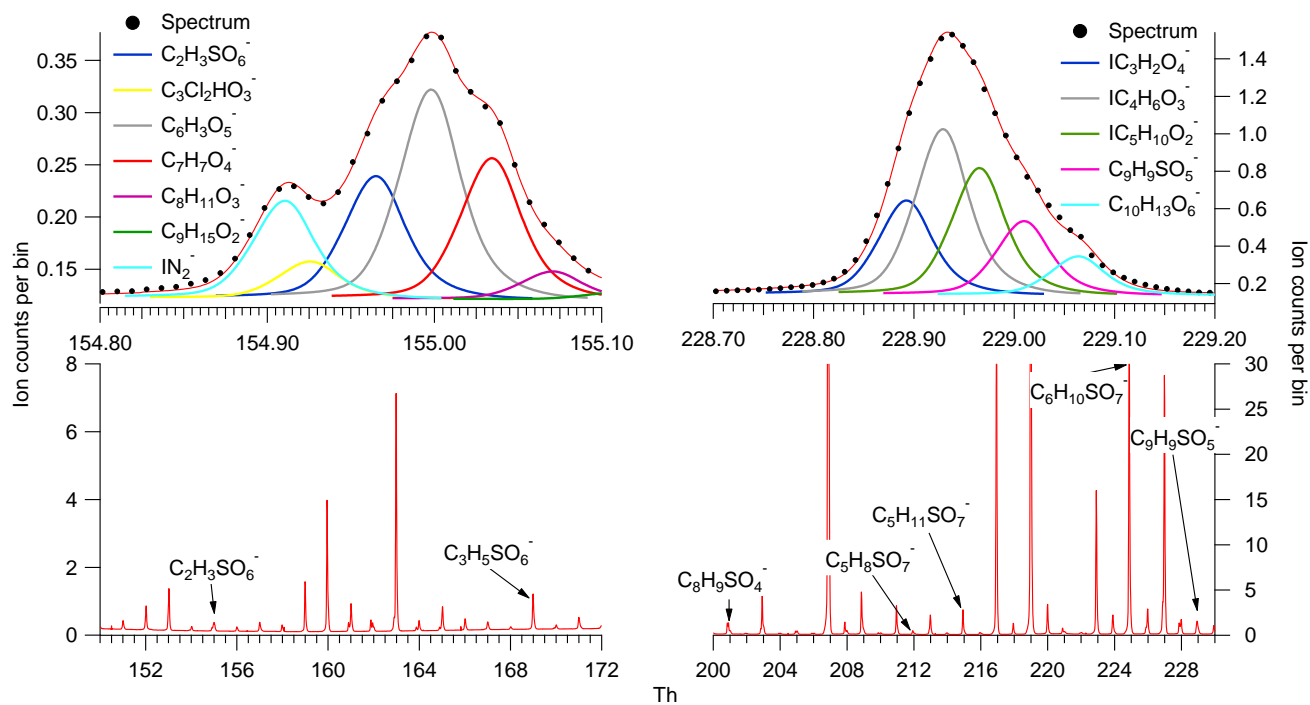 Spectrum
C₂H₃SO₆⁻
C₃Cl₂HO₃⁻
C₆H₃O₅⁻
C₇H₇O₄⁻
C₈H₁₁O₃⁻
C₉H₁₅O₂⁻
IN₂⁻
0.35
0.30
0.25
0.20
0.15
154.80
154.90
155.00
155.10
Spectrum
IC₃H₂O₄⁻
IC₄H₆O₃⁻
IC₅H₁₀O₂⁻
C₉H₉SO₅⁻
C₁₀H₁₃O₆⁻
1.4
1.2
1.0
0.8
0.6
0.4
0.2
228.70
228.80
228.90
229.00
229.10
229.20
Ion counts per bin
Ion counts per bin
8
6
4
2
0
C₂H₃SO₆⁻
C₃H₅SO₆⁻
152
156
160
164
168
172
30
25
20
15
10
5
0
C₆H₁₀SO₇⁻
C₉H₉SO₅⁻
C₅H₁₁SO₇⁻
C₅H₈SO₇⁻
C₈H₉SO₄⁻
200
204
208
212
216
220
224
228
Th